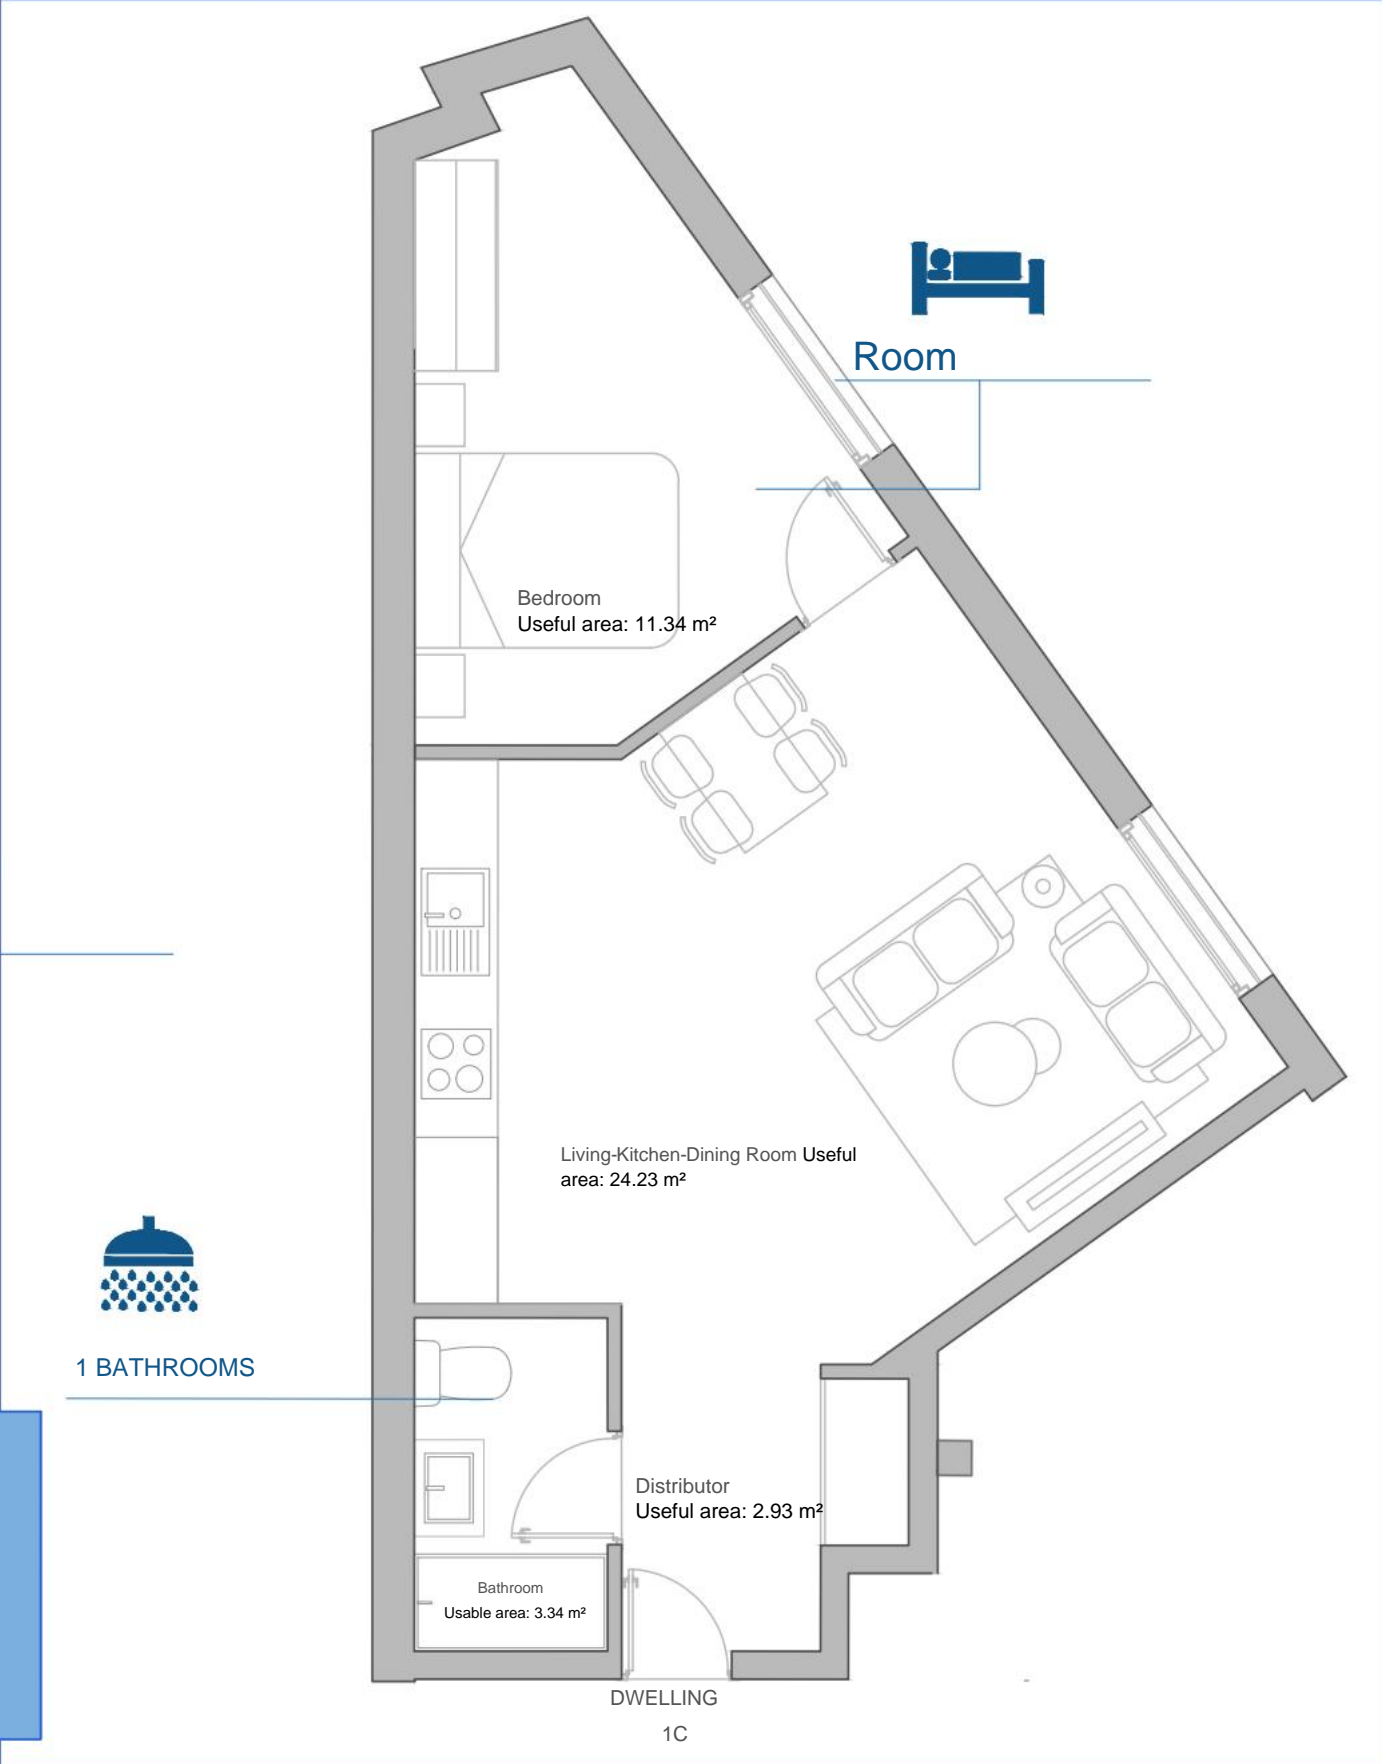 Room
Bedroom
Useful area: 11.34 m²
Living-Kitchen-Dining Room Useful
area: 24.23 m²
1 BATHROOMS
Distributor
Useful area: 2.93 m²
Bathroom
Usable area: 3.34 m²
DWELLING
1C